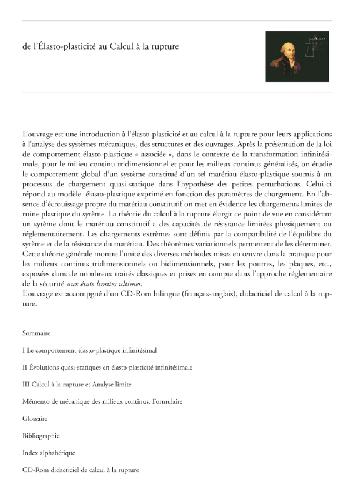 de l'Élasto-plasticité au Calcul à la rupture
L'ouvrage est une introduction à l'élasto-plasticité et au calcul à la rupture pour leurs applications
à l'analyse des systèmes mécaniques, des structures et des ouvrages. Après la présentation de la loi
de comportement élasto-plastique « associée », dans le contexte de la transformation infinitési-
male, pour le milieu continu tridimensionnel et pour les milieux continus généralisés, on étudie
le comportement global d'un système constitué d'un tel matériau élasto-plastique soumis à un
processus de chargement quasi-statique dans l'hypothèse des petites perturbations. Celui-ci
répond au modèle élasto-plastique exprimé en fonction des paramètres de chargement. En l'ab-
sence d'écrouissage propre du matériau constitutif on met en évidence les chargements limites de
ruine plastique du système. La théorie du calcul à la rupture élargit ce point de vue en considérant
un système dont le matériau constitutif a des capacités de résistance limitées physiquement ou
réglementairement. Les chargements extrêmes sont définis par la compatibilité de l'équilibre du
système et de la résistance du matériau. Des théorèmes variationnels permettent de les déterminer.
Cette théorie générale montre l'unité des diverses méthodes mises en œuvre dans la pratique pour
les milieux continus tridimensionnels ou bidimensionnels, pour les poutres, les plaques, etc.,
exposées dans de nombreux traités classiques et prises en compte dans l'approche réglementaire
de la sécurité aux états limites ultimes.
L'ouvrage est accompagné d'un CD-Rom bilingue (français-anglais), didacticiel de calcul à la rup-
ture.
Sommaire
I Le comportement élasto-plastique infinitésimal
II Évolutions quasi-statiques en élasto-plasticité infinitésimale
III Calcul à la rupture et Analyse limite
Mémento de mécanique des milieux continus. Formulaire
Glossaire
Bibliographie
Index alphabétique
CD-Rom didacticiel de calcul à la rupture